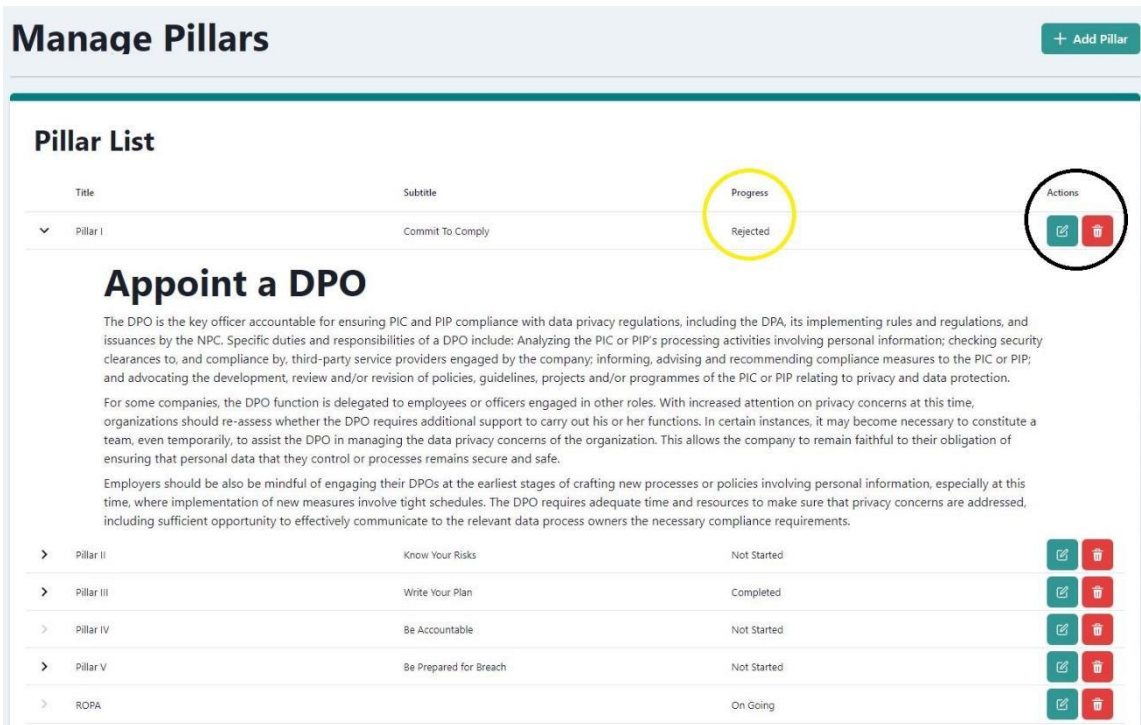 Manage Pillars
+ Add Pillar
Pillar List
Title Subtitle Progress Actions
Pillar I Commit To Comply Rejected
Appoint a DPO
The DPO is the key officer accountable for ensuring PIC and PIP compliance with data privacy regulations, including the DPA, its implementing rules and regulations, and
issuances by the NPC. Specific duties and responsibilities of a DPO include: Analyzing the PIC or PIP's processing activities involving personal information; checking security
clearances to, and compliance by, third-party service providers engaged by the company; informing, advising and recommending compliance measures to the PIC or PIP;
and advocating the development, review and/or revision of policies, guidelines, projects and/or programmes of the PIC or PIP relating to privacy and data protection.
For some companies, the DPO function is delegated to employees or officers engaged in other roles. With increased attention on privacy concerns at this time,
organizations should re-assess whether the DPO requires additional support to carry out his or her functions. In certain instances, it may become necessary to constitute a
team, even temporarily, to assist the DPO in managing the data privacy concerns of the organization. This allows the company to remain faithful to their obligation of
ensuring that personal data that they control or processes remains secure and safe.
Employers should be also be mindful of engaging their DPOs at the earliest stages of crafting new processes or policies involving personal information, especially at this
time, where implementation of new measures involve tight schedules. The DPO requires adequate time and resources to make sure that privacy concerns are addressed,
including sufficient opportunity to effectively communicate to the relevant data process owners the necessary compliance requirements.
Pillar II Know Your Risks Not Started
Pillar III Write Your Plan Completed
Pillar IV Be Accountable Not Started
Pillar V Be Prepared for Breach Not Started
ROPA On Going